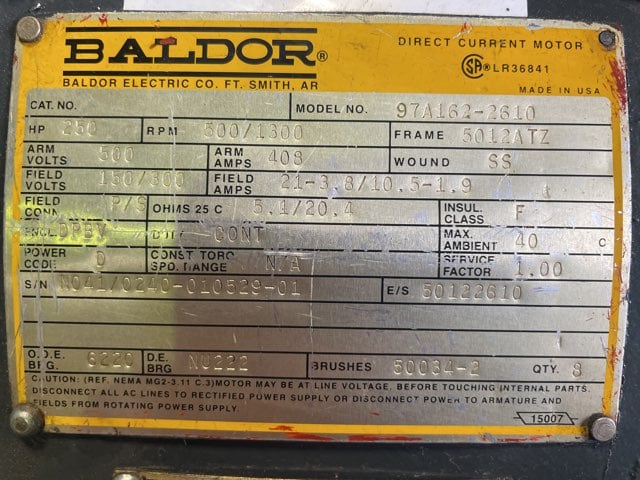 BALDOR®
DIRECT CURRENT MOTOR
BALDOR ELECTRIC CO. FT. SMITH, AR
SA ® LR36841
MADE IN USA
CAT. NO. MODEL NO. 97A162-2610
HP 250 RPM 500/1300 FRAME 5012ATZ
ARM VOLTS 500 ARM AMPS 408 WOUND SS
FIELD VOLTS 150/300 FIELD AMPS 21-3.8/10.5-1.9
FIELD CONN P/S OHMS 25 C 5.1/20.4 INSUL. CLASS F
ENCL. DPBV DUTY CONT MAX. AMBIENT 40 C
POWER CODE D CONST TORQ SPD. RANGE N/A SERVICE FACTOR 1.00
S/N N041/0240-010529-01 E/S 50122610
O.D.E. BRG. 6220 D.E. BRG NU222 BRUSHES 50034-2 QTY. 8
CAUTION: (REF. NEMA MG2-3.11 C.3) MOTOR MAY BE AT LINE VOLTAGE. BEFORE TOUCHING INTERNAL PARTS
DISCONNECT ALL AC LINES TO RECTIFIED POWER SUPPLY OR DISCONNECT POWER TO ARMATURE AND
FIELDS FROM ROTATING POWER SUPPLY.
15007